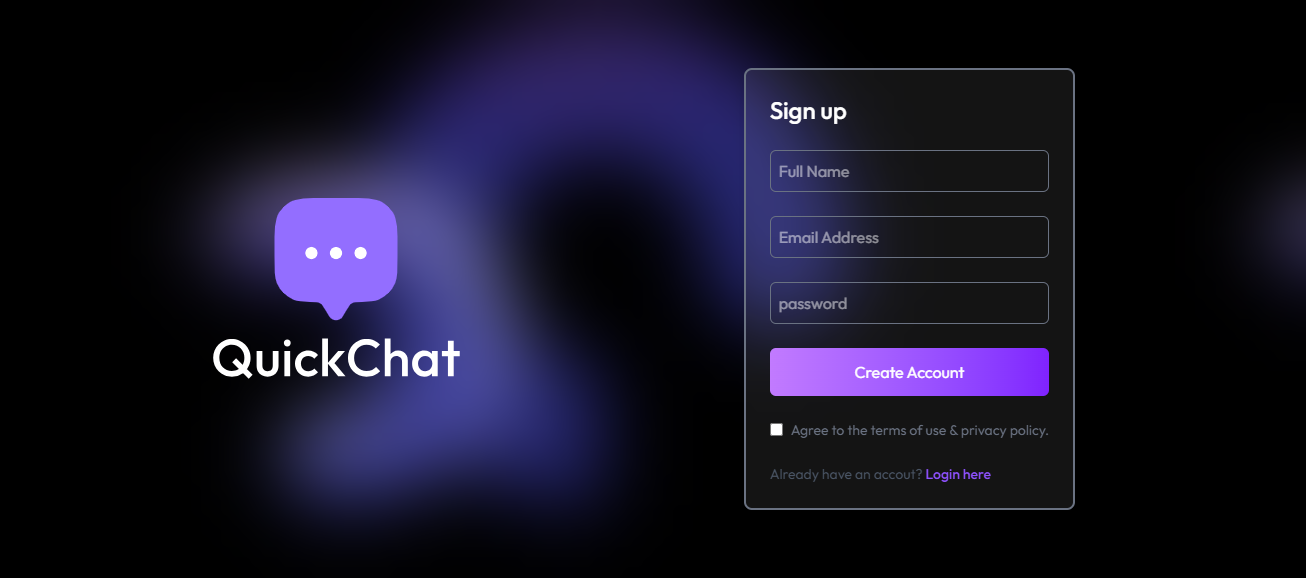 QuickChat
Sign up
Full Name
Email Address
password
Create Account
Agree to the terms of use & privacy policy.
Already have an accout? Login here